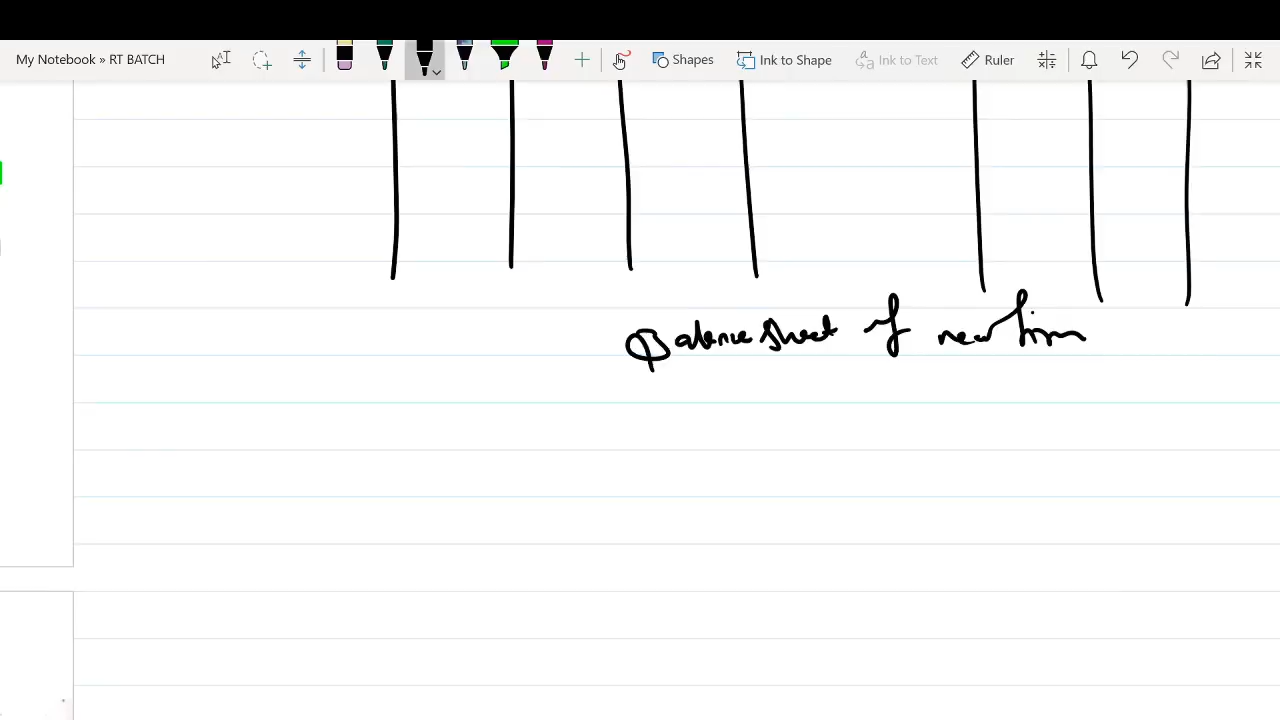 My Notebook » RT BATCH Shapes Ink to Shape Ink to Text Ruler
Balance sheet of new firm